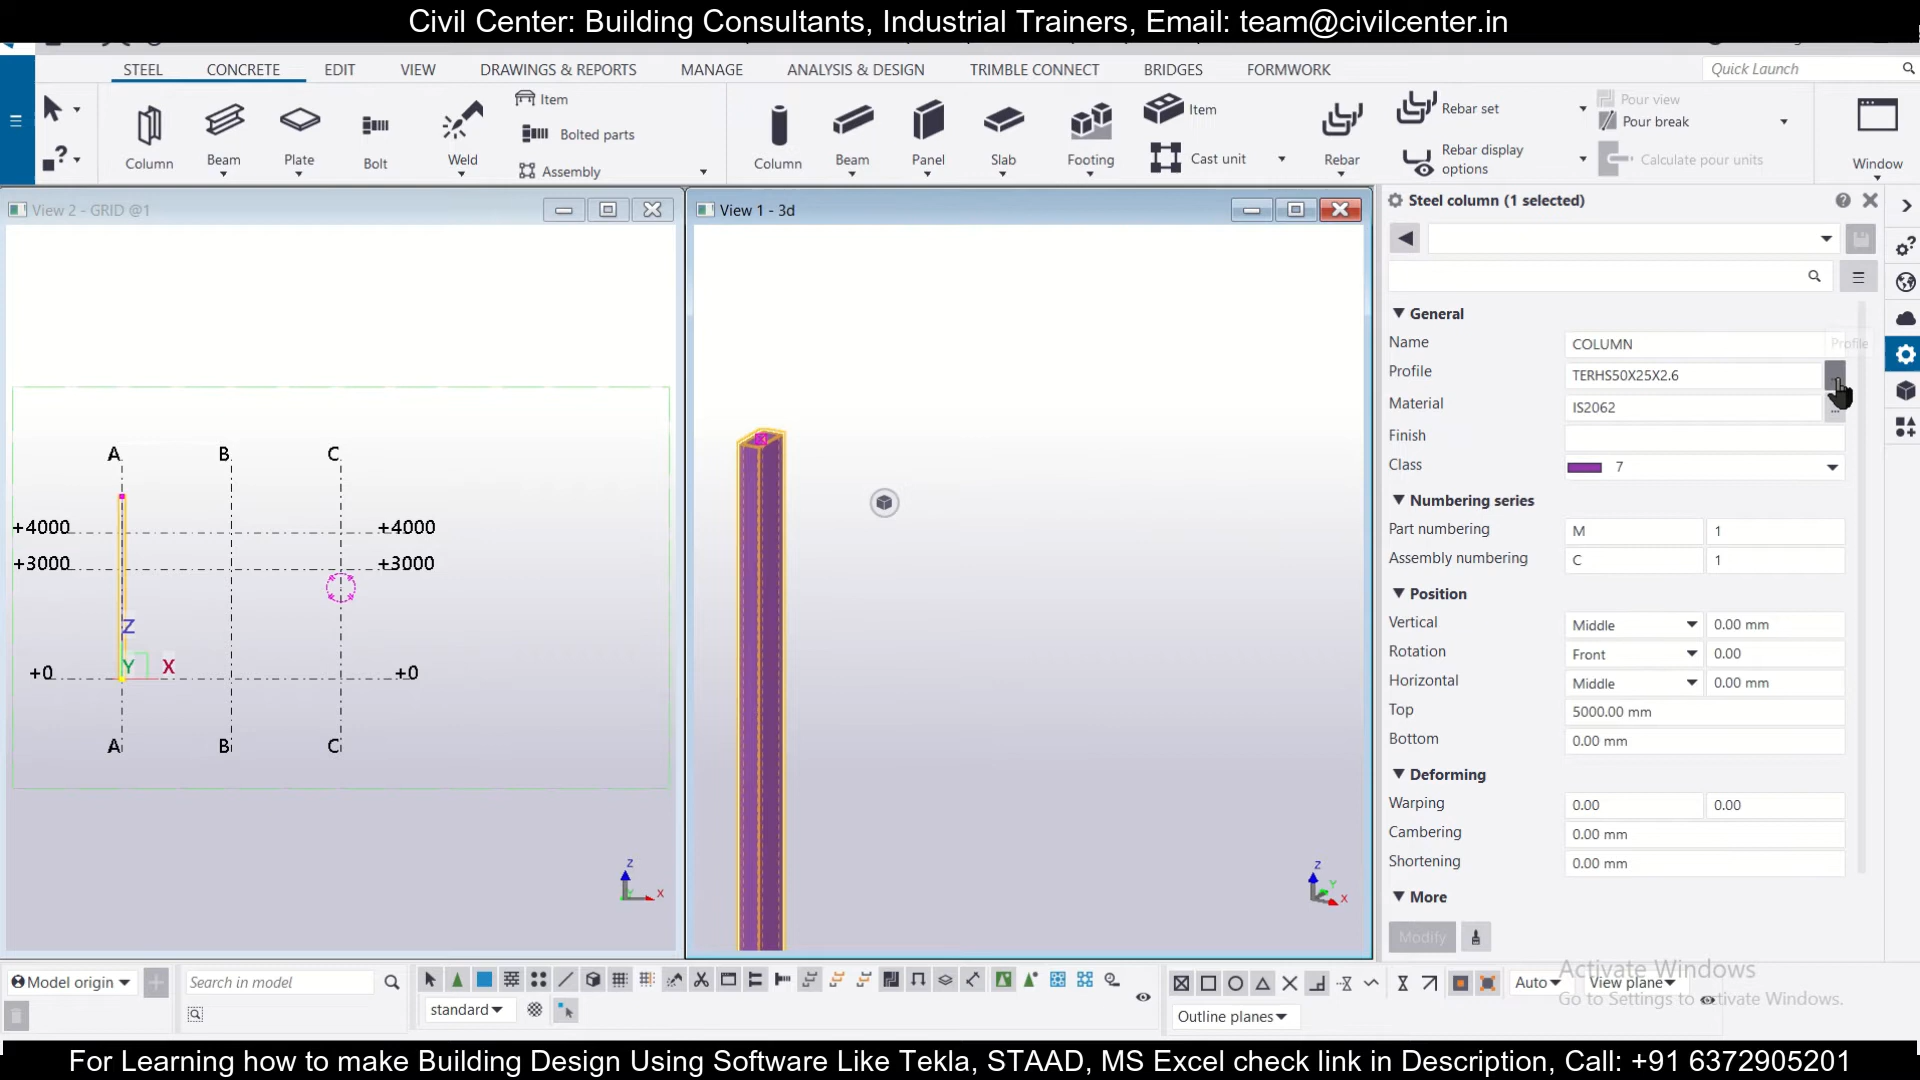 Civil Center: Building Consultants, Industrial Trainers, Email: team@civilcenter.in
STEEL CONCRETE EDIT VIEW DRAWINGS & REPORTS MANAGE ANALYSIS & DESIGN TRIMBLE CONNECT BRIDGES FORMWORK Quick Launch
Column Beam Plate Bolt Weld
Item
Bolted parts
Assembly
Column Beam Panel Slab Footing
Item
Cast unit
Rebar
Rebar set
Rebar display
options
Pour view
Pour break
Calculate pour units
Window
View 2 - GRID @1
A B C
+4000 +4000
+3000 +3000
Z
Y X
+0 +0
A B C
Z
Y X
View 1 - 3d
Z
Y
X
Steel column (1 selected)
General
Name COLUMN
Profile
Profile TERHS50X25X2.6 ...
Material IS2062 ...
Finish
Class 7
Numbering series
Part numbering M 1
Assembly numbering C 1
Position
Vertical Middle 0.00 mm
Rotation Front 0.00
Horizontal Middle 0.00 mm
Top 5000.00 mm
Bottom 0.00 mm
Deforming
Warping 0.00 0.00
Cambering 0.00 mm
Shortening 0.00 mm
More
Modify
Model origin Search in model
standard
Auto View plane
Outline planes
Activate Windows
Go to Settings to activate Windows.
For Learning how to make Building Design Using Software Like Tekla, STAAD, MS Excel check link in Description, Call: +91 6372905201